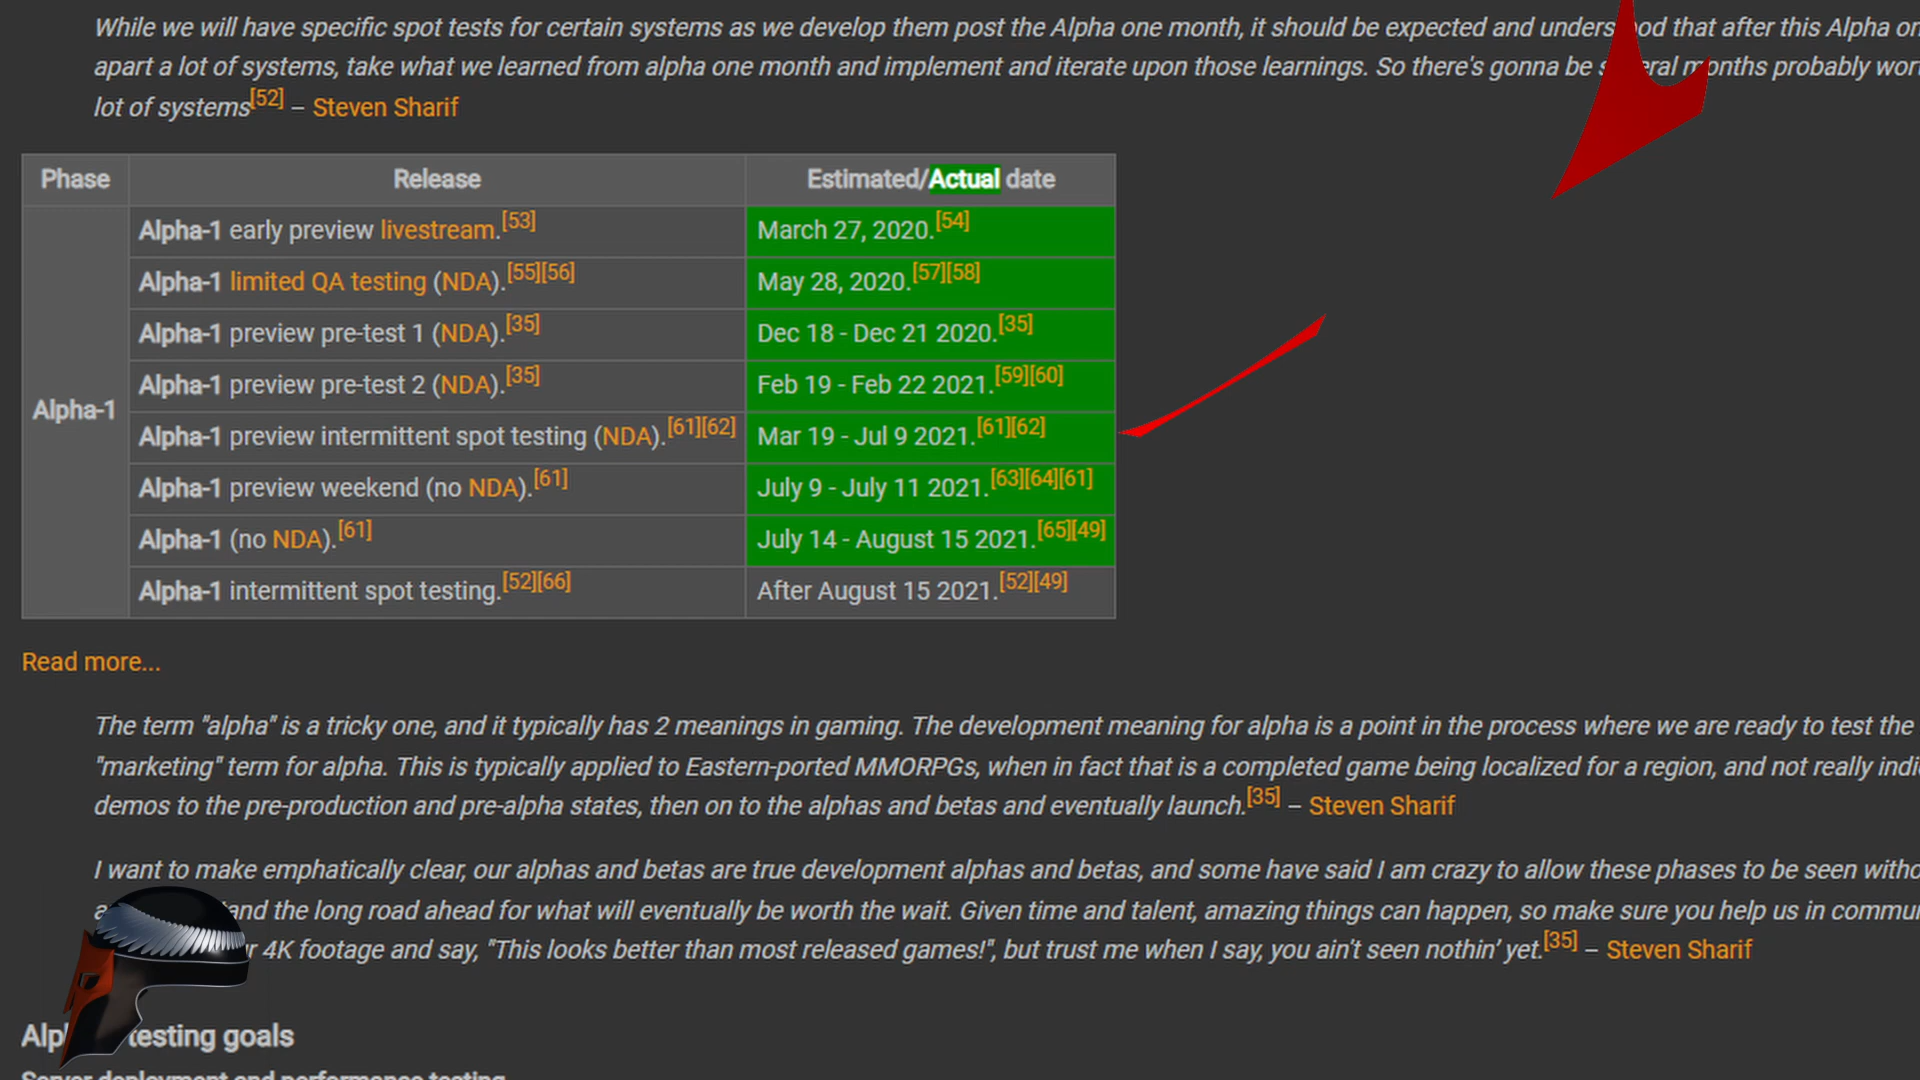 While we will have specific spot tests for certain systems as we develop them post the Alpha one month, it should be expected and understood that after this Alpha on
apart a lot of systems, take what we learned from alpha one month and implement and iterate upon those learnings. So there's gonna be several months probably wor
lot of systems[52] – Steven Sharif
Phase Release Estimated/Actual date
Alpha-1 early preview livestream.[53] March 27, 2020.[54]
Alpha-1 limited QA testing (NDA).[55][56] May 28, 2020.[57][58]
Alpha-1 preview pre-test 1 (NDA).[35] Dec 18 - Dec 21 2020.[35]
Alpha-1 preview pre-test 2 (NDA).[35] Feb 19 - Feb 22 2021.[59][60]
Alpha-1
Alpha-1 preview intermittent spot testing (NDA).[61][62] Mar 19 - Jul 9 2021.[61][62]
Alpha-1 preview weekend (no NDA).[61] July 9 - July 11 2021.[63][64][61]
Alpha-1 (no NDA).[61] July 14 - August 15 2021.[65][49]
Alpha-1 intermittent spot testing.[52][66] After August 15 2021.[52][49]
Read more...
The term "alpha" is a tricky one, and it typically has 2 meanings in gaming. The development meaning for alpha is a point in the process where we are ready to test the
"marketing" term for alpha. This is typically applied to Eastern-ported MMORPGs, when in fact that is a completed game being localized for a region, and not really indi
demos to the pre-production and pre-alpha states, then on to the alphas and betas and eventually launch.[35] – Steven Sharif
I want to make emphatically clear, our alphas and betas are true development alphas and betas, and some have said I am crazy to allow these phases to be seen witho
and the long road ahead for what will eventually be worth the wait. Given time and talent, amazing things can happen, so make sure you help us in commu
4K footage and say, "This looks better than most released games!", but trust me when I say, you ain't seen nothin' yet.[35] – Steven Sharif
testing goals
Server deployment and performance testing